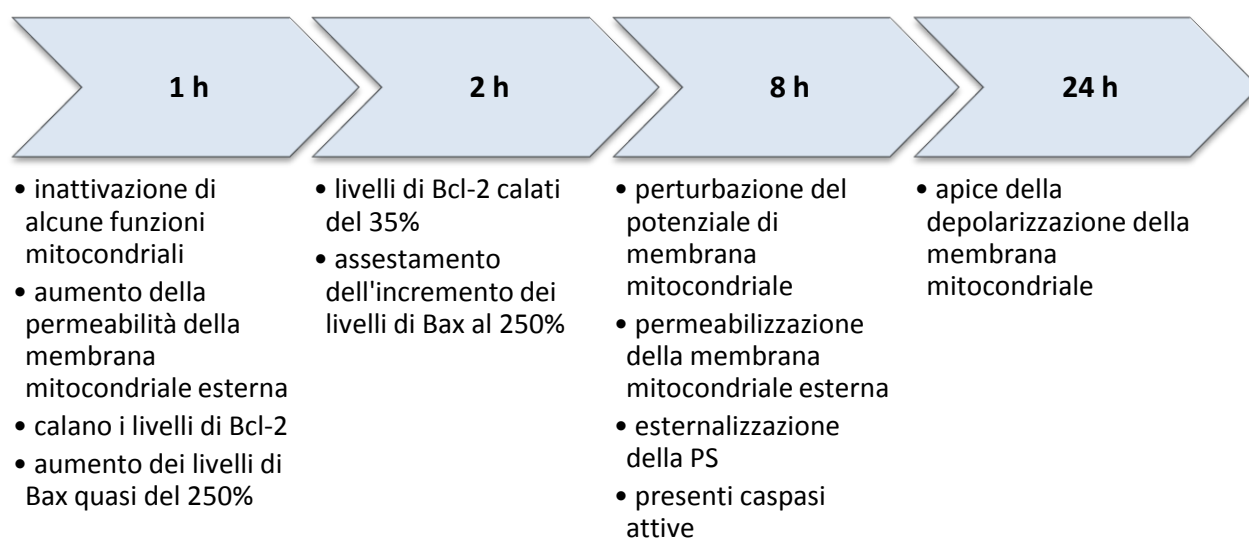 1 h
• inattivazione di
alcune funzioni
mitocondriali
• aumento della
permeabilità della
membrana
mitocondriale esterna
• calano i livelli di Bcl-2
• aumento dei livelli di
Bax quasi del 250%
2 h
• livelli di Bcl-2 calati
del 35%
• assestamento
dell'incremento dei
livelli di Bax al 250%
8 h
• perturbazione del
potenziale di
membrana
mitocondriale
• permeabilizzazione
della membrana
mitocondriale esterna
• esternalizzazione
della PS
• presenti caspasi
attive
24 h
• apice della
depolarizzazione della
membrana
mitocondriale